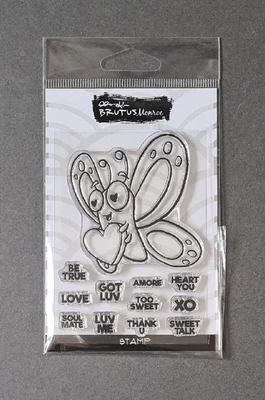 BRUTUS Monroe
BE
TRUE
GOT
LUV
AMORE
HEART
YOU
LOVE
TOO
SWEET
XO
SOUL
MATE
LUV
ME
THANK
U
SWEET
TALK
STAMP